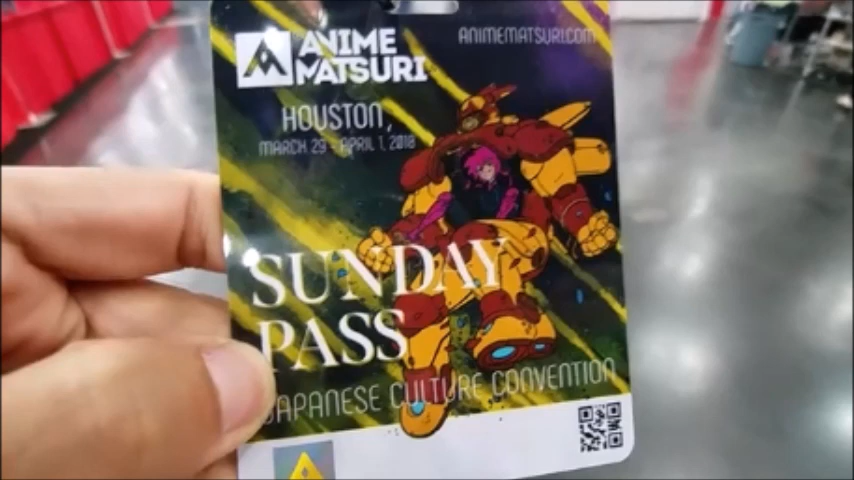 ANIME
MATSURI
ANIMEMATSURI.COM
HOUSTON,
MARCH 29 - APRIL 1, 2018
SUNDAY
PASS
JAPANESE CULTURE CONVENTION